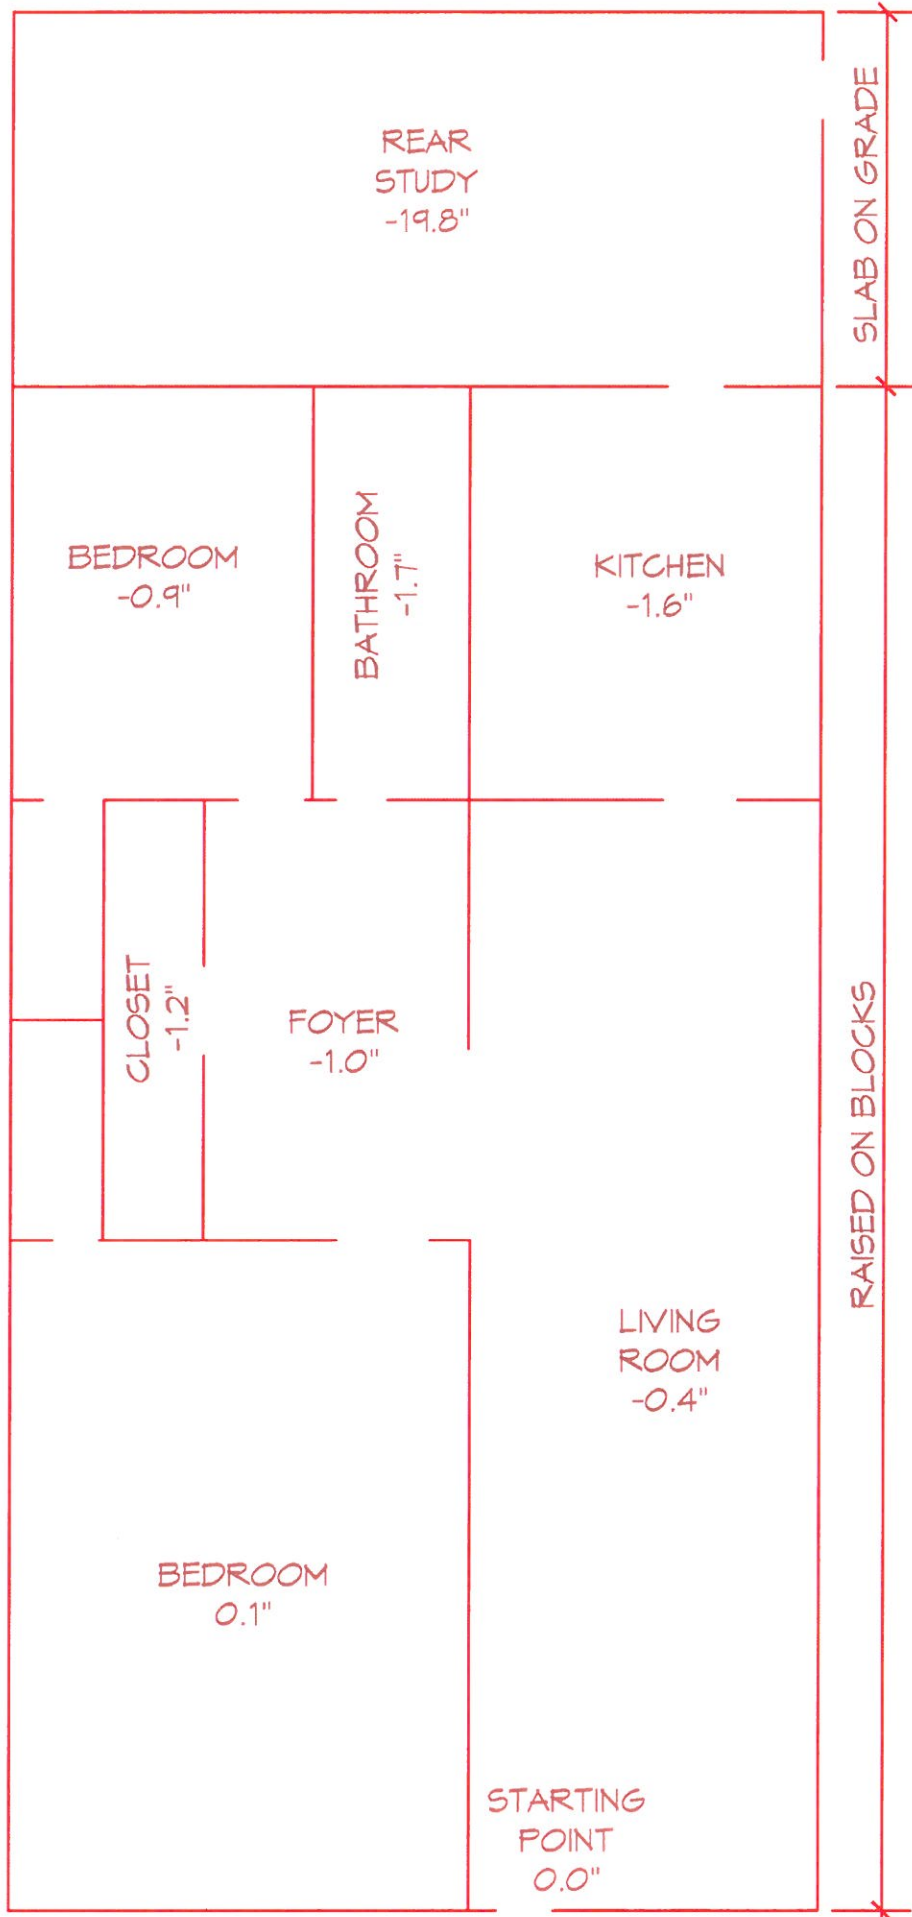 REAR
STUDY
-19.8"
SLAB ON GRADE
BEDROOM
-0.9"
BATHROOM
-1.7"
KITCHEN
-1.6"
CLOSET
-1.2"
FOYER
-1.0"
RAISED ON BLOCKS
LIVING
ROOM
-0.4"
BEDROOM
0.1"
STARTING
POINT
0.0"